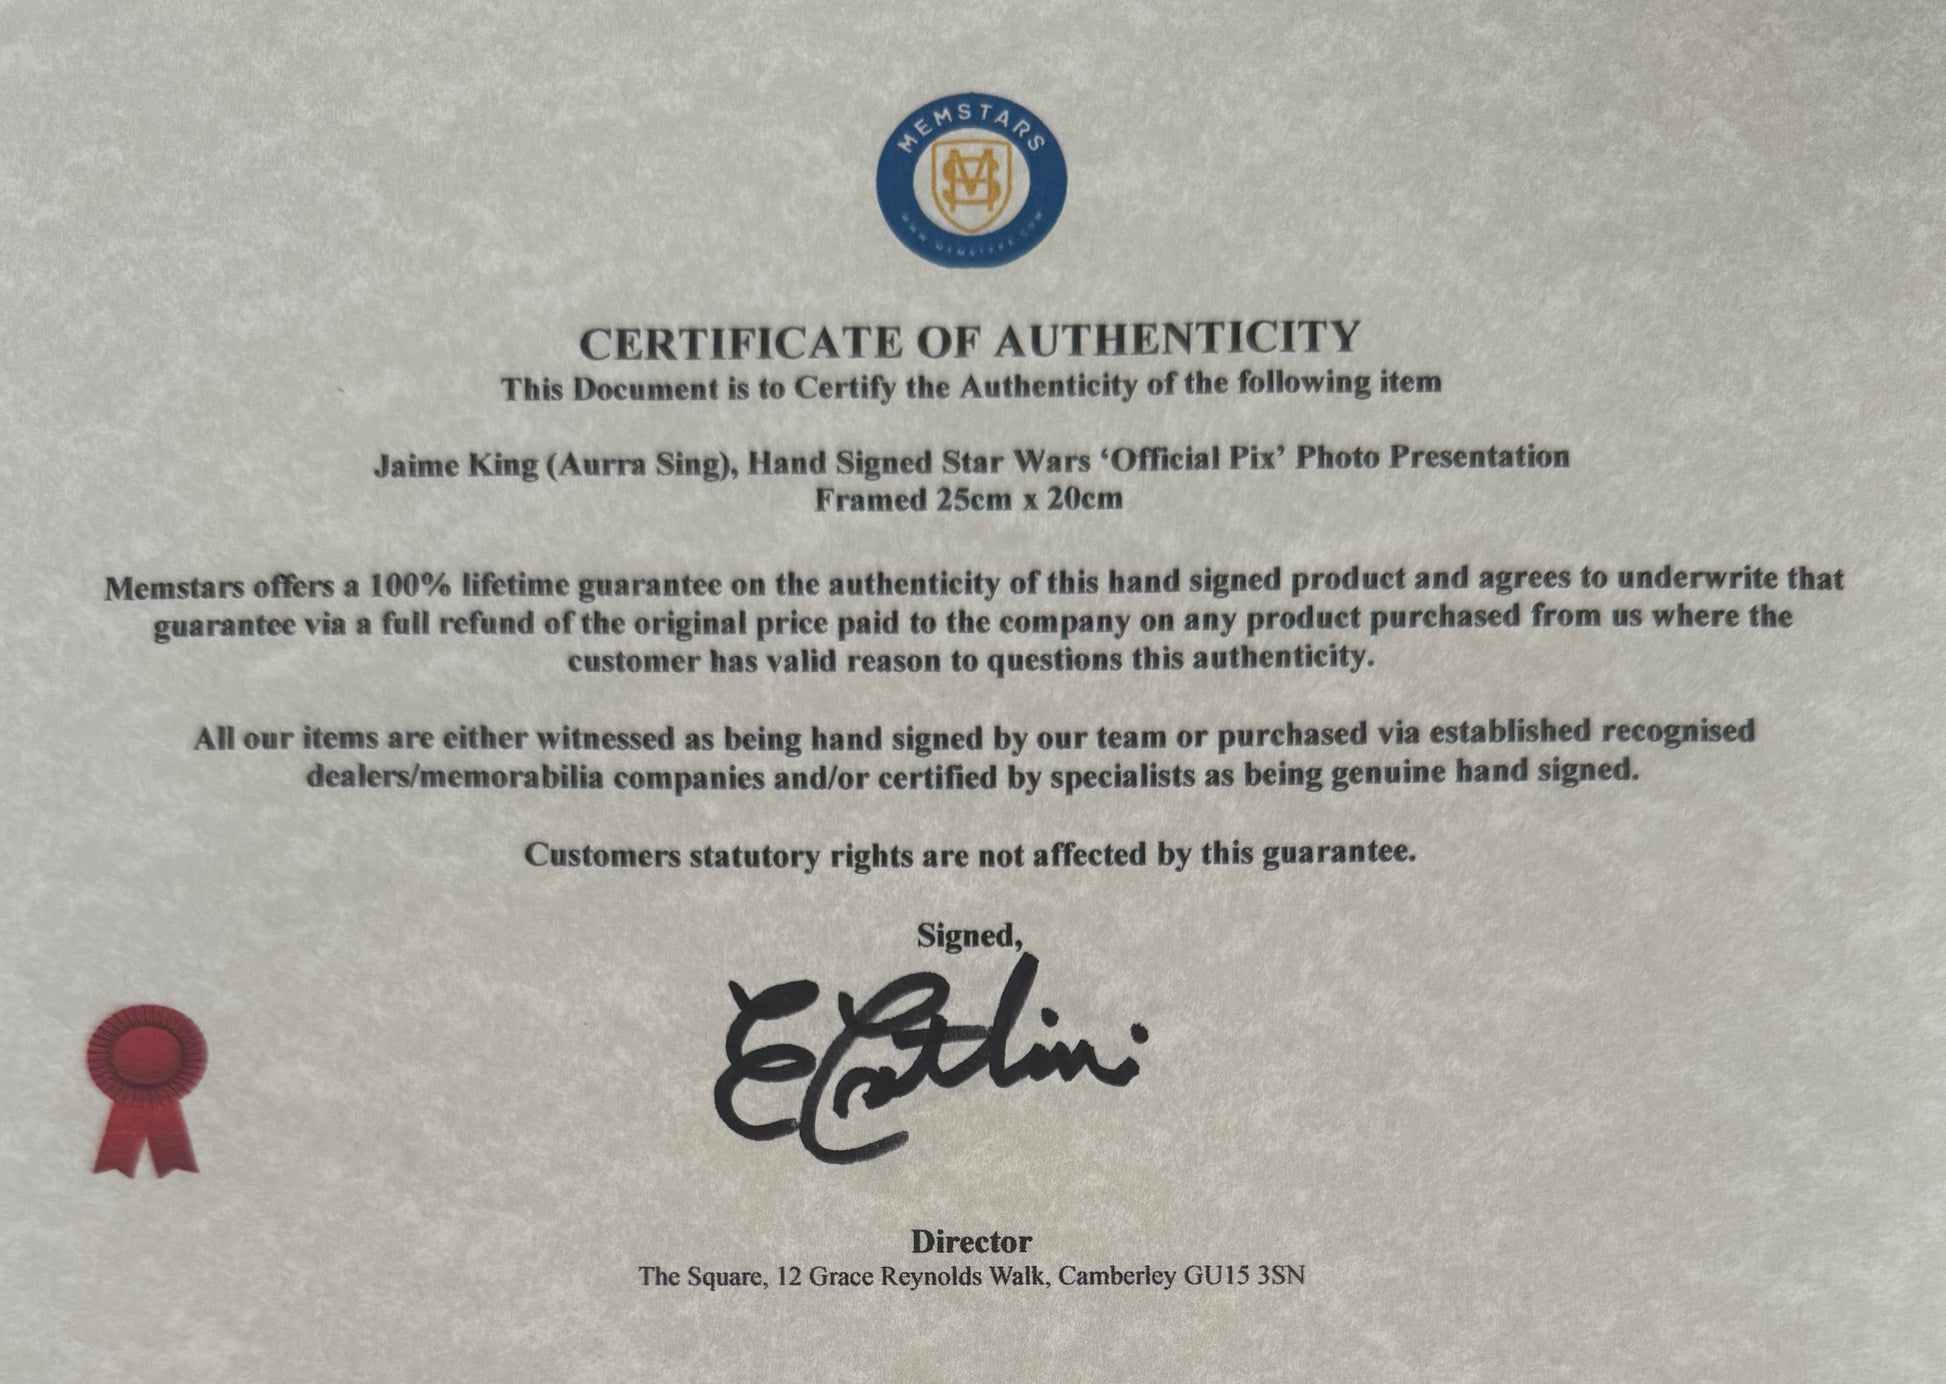 MEMSTARS
WWW.MEMSTARS.COM
CERTIFICATE OF AUTHENTICITY
This Document is to Certify the Authenticity of the following item
Jaime King (Aurra Sing), Hand Signed Star Wars ‘Official Pix’ Photo Presentation
Framed 25cm x 20cm
Memstars offers a 100% lifetime guarantee on the authenticity of this hand signed product and agrees to underwrite that
guarantee via a full refund of the original price paid to the company on any product purchased from us where the
customer has valid reason to questions this authenticity.
All our items are either witnessed as being hand signed by our team or purchased via established recognised
dealers/memorabilia companies and/or certified by specialists as being genuine hand signed.
Customers statutory rights are not affected by this guarantee.
Signed,
Director
The Square, 12 Grace Reynolds Walk, Camberley GU15 3SN